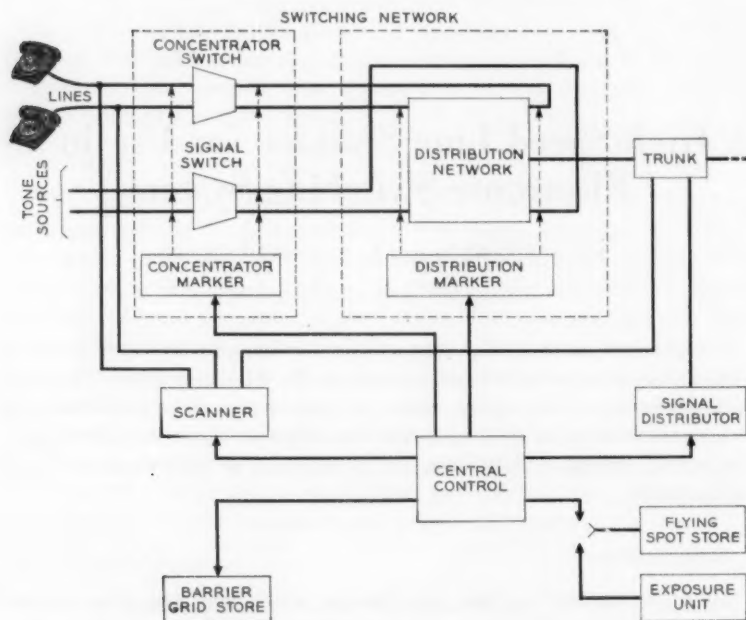 SWITCHING NETWORK
CONCENTRATOR
SWITCH
LINES
SIGNAL
SWITCH
DISTRIBUTION
NETWORK
TRUNK
TONE
SOURCES
CONCENTRATOR
MARKER
DISTRIBUTION
MARKER
SCANNER
SIGNAL
DISTRIBUTOR
CENTRAL
CONTROL
FLYING
SPOT STORE
BARRIER
GRID STORE
EXPOSURE
UNIT